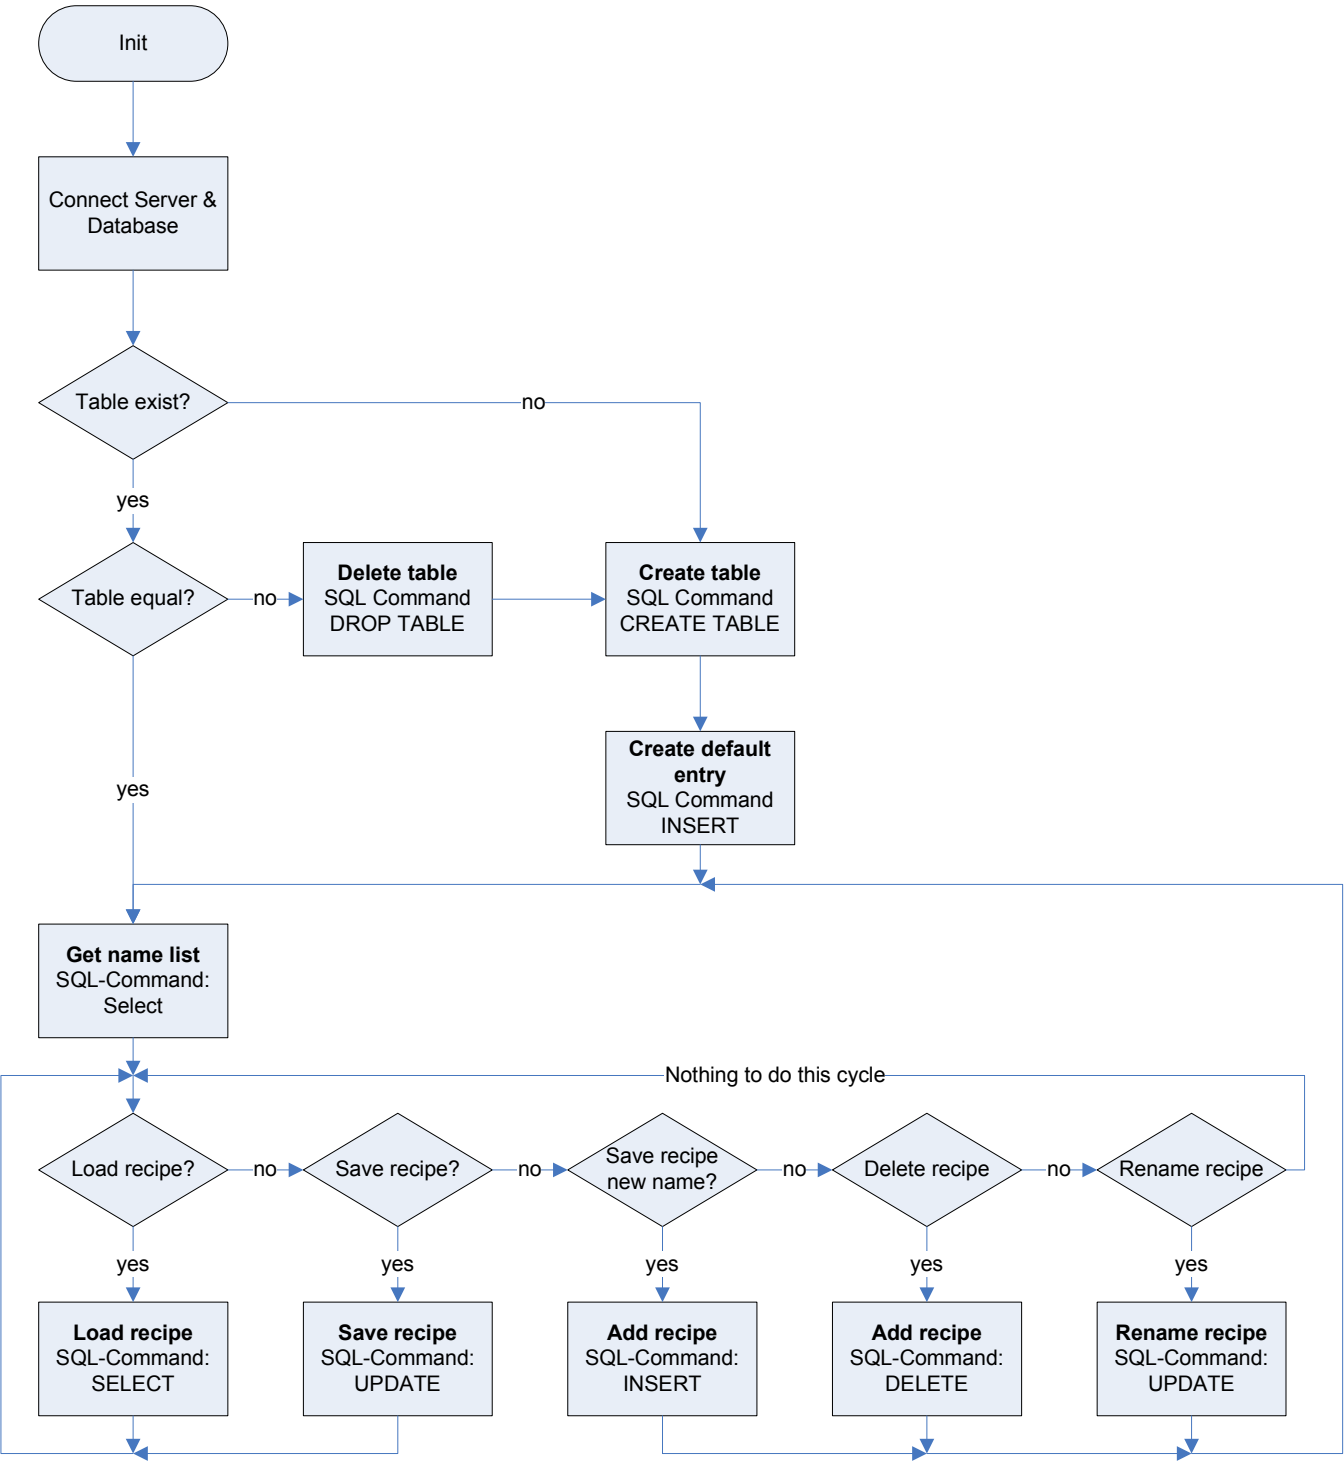 Init
Connect Server &
Database
Table exist?
no
yes
Table equal?
no
Delete table
SQL Command
DROP TABLE
Create table
SQL Command
CREATE TABLE
yes
Create default
entry
SQL Command
INSERT
Get name list
SQL-Command:
Select
Nothing to do this cycle
Load recipe?
no
Save recipe?
no
Save recipe
new name?
no
Delete recipe
no
Rename recipe
yes
yes
yes
yes
yes
Load recipe
SQL-Command:
SELECT
Save recipe
SQL-Command:
UPDATE
Add recipe
SQL-Command:
INSERT
Add recipe
SQL-Command:
DELETE
Rename recipe
SQL-Command:
UPDATE